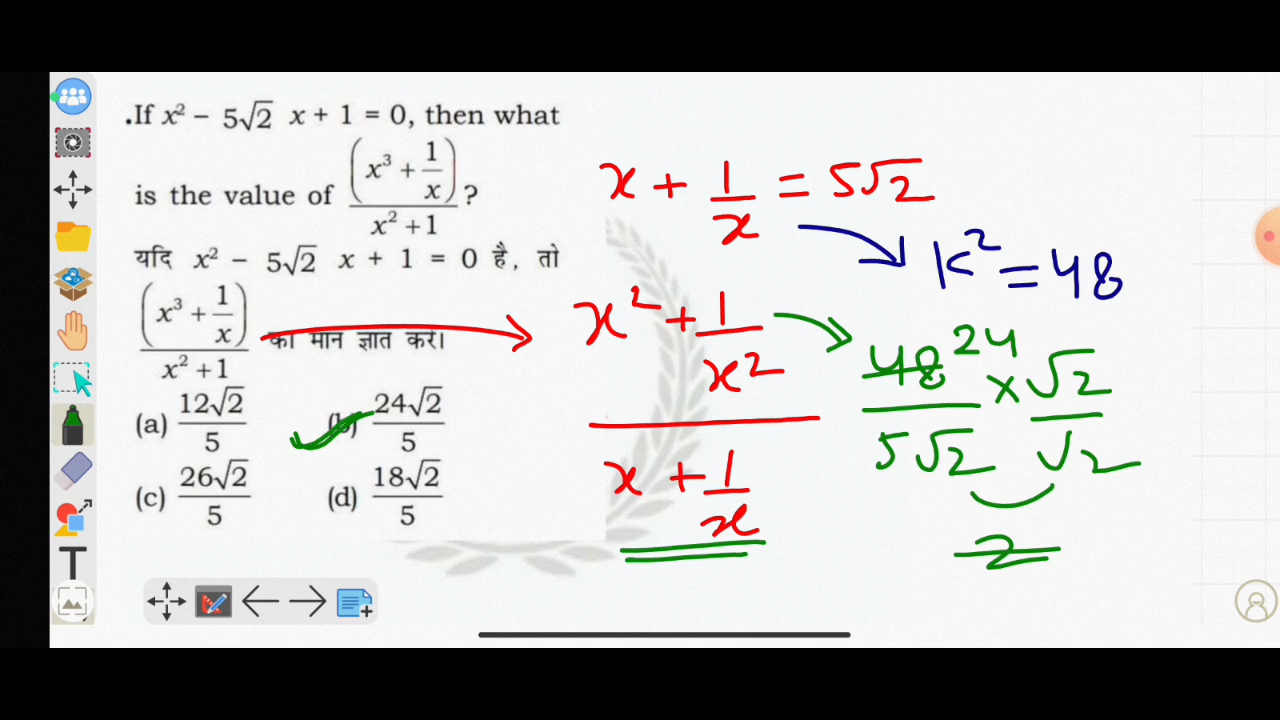 .If x² − 5√2 x + 1 = 0, then what
is the value of (x³ + 1/x) / (x² + 1) ?
यदि x² − 5√2 x + 1 = 0 है, तो
(x³ + 1/x) / (x² + 1) का मान ज्ञात करें।
(a) 12√2/5 (b) 24√2/5
(c) 26√2/5 (d) 18√2/5
x + 1/x = 5√2
K² = 48
x² + 1/x²
x + 1/x
48 24 × √2
5√2 √2
2
T